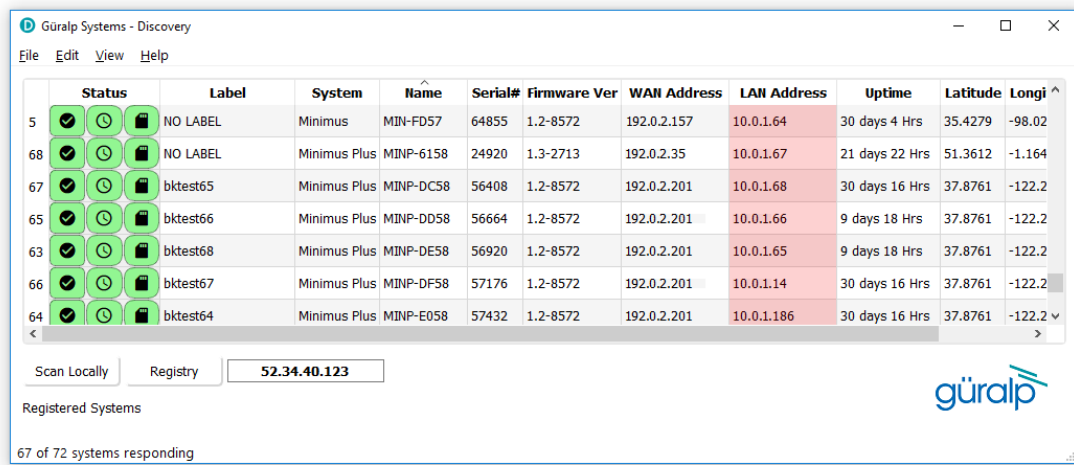 Güralp Systems - Discovery
File Edit View Help
Status Label System Name Serial# Firmware Ver WAN Address LAN Address Uptime Latitude Longi
5 NO LABEL Minimus MIN-FD57 64855 1.2-8572 192.0.2.157 10.0.1.64 30 days 4 Hrs 35.4279 -98.02
68 NO LABEL Minimus Plus MINP-6158 24920 1.3-2713 192.0.2.35 10.0.1.67 21 days 22 Hrs 51.3612 -1.164
67 bktest65 Minimus Plus MINP-DC58 56408 1.2-8572 192.0.2.201 10.0.1.68 30 days 16 Hrs 37.8761 -122.2
65 bktest66 Minimus Plus MINP-DD58 56664 1.2-8572 192.0.2.201 10.0.1.66 9 days 18 Hrs 37.8761 -122.2
63 bktest68 Minimus Plus MINP-DE58 56920 1.2-8572 192.0.2.201 10.0.1.65 9 days 18 Hrs 37.8761 -122.2
66 bktest67 Minimus Plus MINP-DF58 57176 1.2-8572 192.0.2.201 10.0.1.14 30 days 16 Hrs 37.8761 -122.2
64 bktest64 Minimus Plus MINP-E058 57432 1.2-8572 192.0.2.201 10.0.1.186 30 days 16 Hrs 37.8761 -122.2
Scan Locally Registry 52.34.40.123
güralp
Registered Systems
67 of 72 systems responding